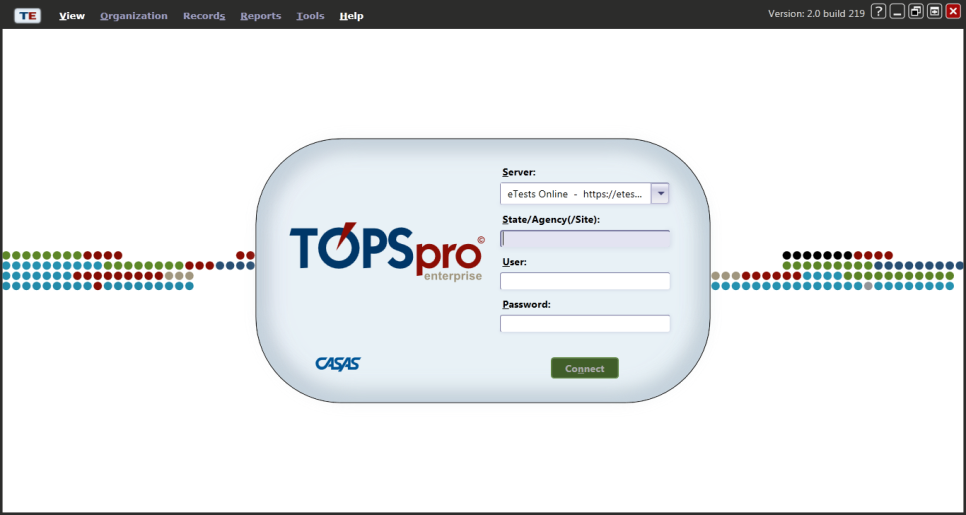 TE View Organization Records Reports Tools Help Version: 2.0 build 219 ?
Server:
eTests Online - https://etes...
State/Agency(/Site):
TOPSpro©
enterprise
User:
Password:
CASAS
Connect